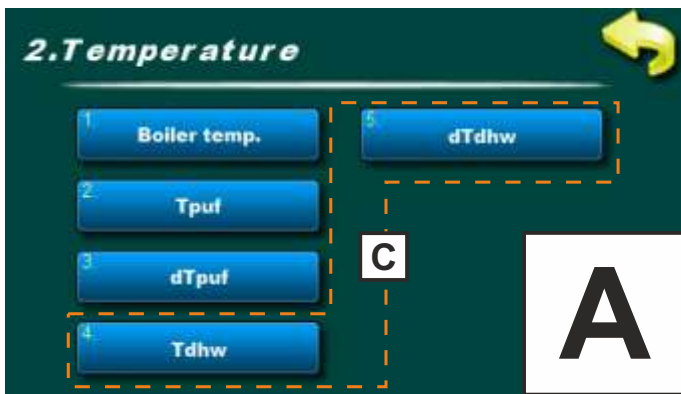 2.Temperature
1 Boiler temp.
2 Tpuf
3 dTpuf
4 Tdhw
5 dTdhw
C
A